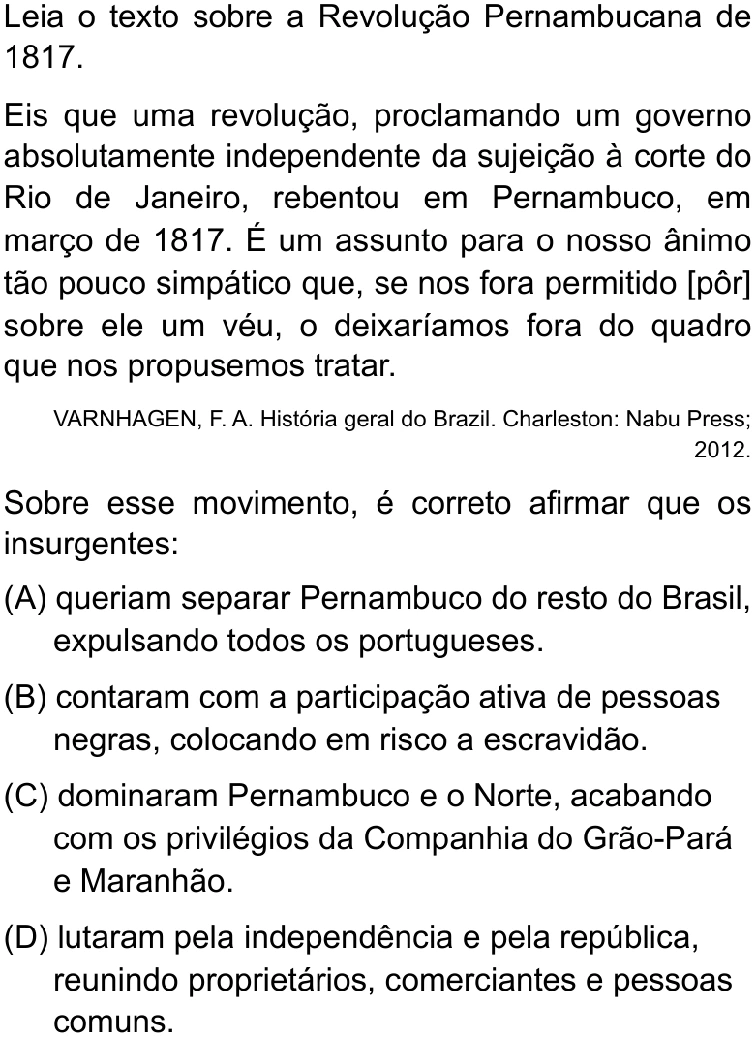 Leia o texto sobre a Revolução Pernambucana de
1817.
Eis que uma revolução, proclamando um governo
absolutamente independente da sujeição à corte do
Rio de Janeiro, rebentou em Pernambuco, em
março de 1817. É um assunto para o nosso ânimo
tão pouco simpático que, se nos fora permitido [pôr]
sobre ele um véu, o deixaríamos fora do quadro
que nos propusemos tratar.
VARNHAGEN, F. A. História geral do Brazil. Charleston: Nabu Press;
2012.
Sobre esse movimento, é correto afirmar que os
insurgentes:
(A) queriam separar Pernambuco do resto do Brasil,
expulsando todos os portugueses.
(B) contaram com a participação ativa de pessoas
negras, colocando em risco a escravidão.
(C) dominaram Pernambuco e o Norte, acabando
com os privilégios da Companhia do Grão-Pará
e Maranhão.
(D) lutaram pela independência e pela república,
reunindo proprietários, comerciantes e pessoas
comuns.